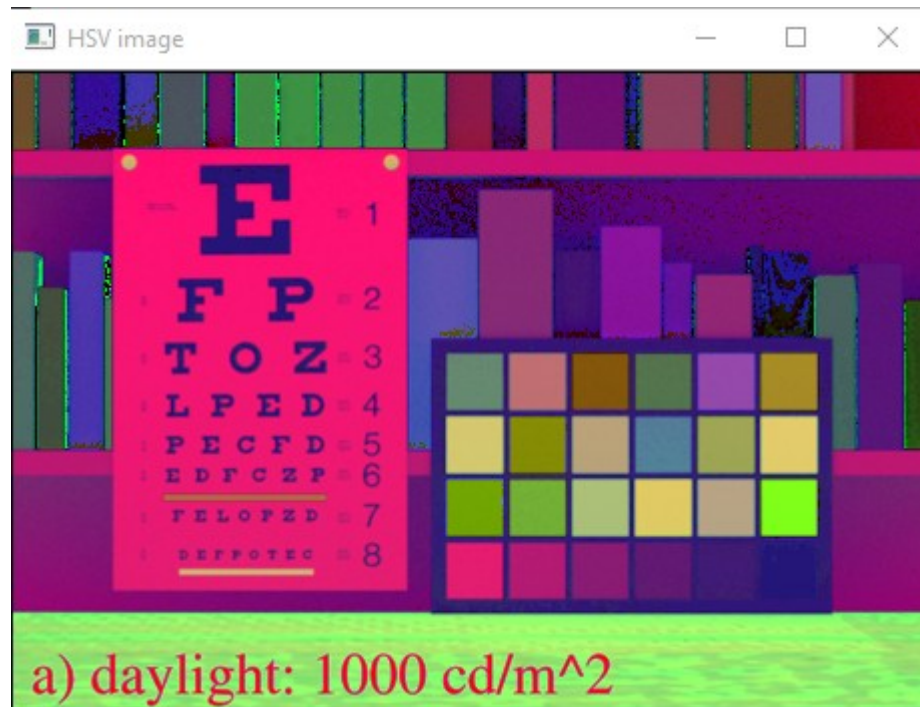 HSV image
E 1
F P 2
T O Z 3
L P E D 4
P E C F D 5
E D F C Z P 6
F E L O P Z D 7
D E F P O T E C 8
a) daylight: 1000 cd/m^2